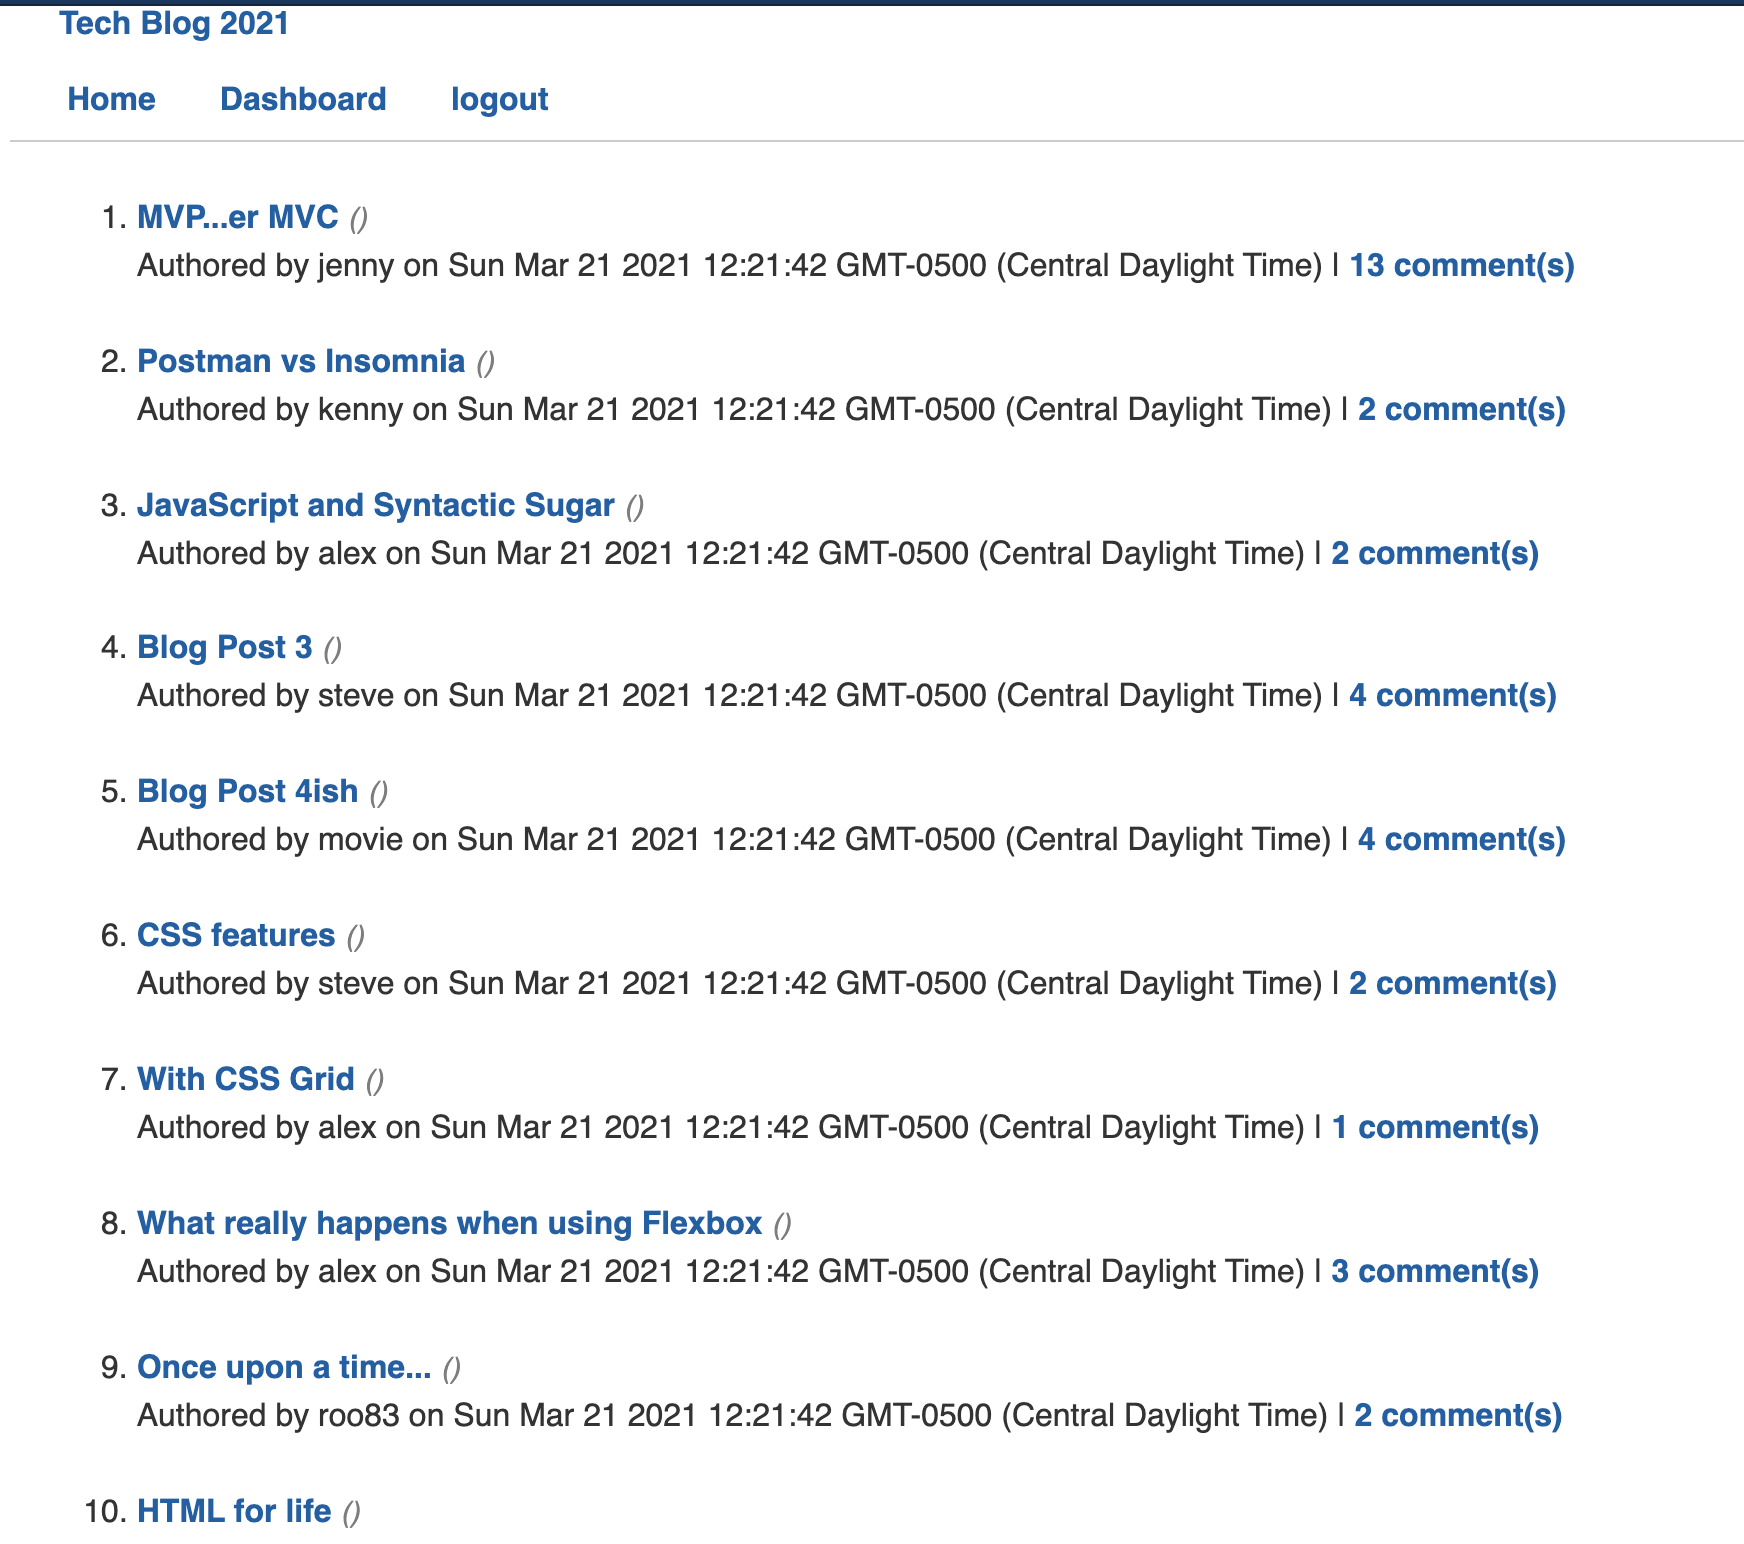 Tech Blog 2021
Home Dashboard logout
1. MVP...er MVC ()
Authored by jenny on Sun Mar 21 2021 12:21:42 GMT-0500 (Central Daylight Time) | 13 comment(s)
2. Postman vs Insomnia ()
Authored by kenny on Sun Mar 21 2021 12:21:42 GMT-0500 (Central Daylight Time) | 2 comment(s)
3. JavaScript and Syntactic Sugar ()
Authored by alex on Sun Mar 21 2021 12:21:42 GMT-0500 (Central Daylight Time) | 2 comment(s)
4. Blog Post 3 ()
Authored by steve on Sun Mar 21 2021 12:21:42 GMT-0500 (Central Daylight Time) | 4 comment(s)
5. Blog Post 4ish ()
Authored by movie on Sun Mar 21 2021 12:21:42 GMT-0500 (Central Daylight Time) | 4 comment(s)
6. CSS features ()
Authored by steve on Sun Mar 21 2021 12:21:42 GMT-0500 (Central Daylight Time) | 2 comment(s)
7. With CSS Grid ()
Authored by alex on Sun Mar 21 2021 12:21:42 GMT-0500 (Central Daylight Time) | 1 comment(s)
8. What really happens when using Flexbox ()
Authored by alex on Sun Mar 21 2021 12:21:42 GMT-0500 (Central Daylight Time) | 3 comment(s)
9. Once upon a time... ()
Authored by roo83 on Sun Mar 21 2021 12:21:42 GMT-0500 (Central Daylight Time) | 2 comment(s)
10. HTML for life ()